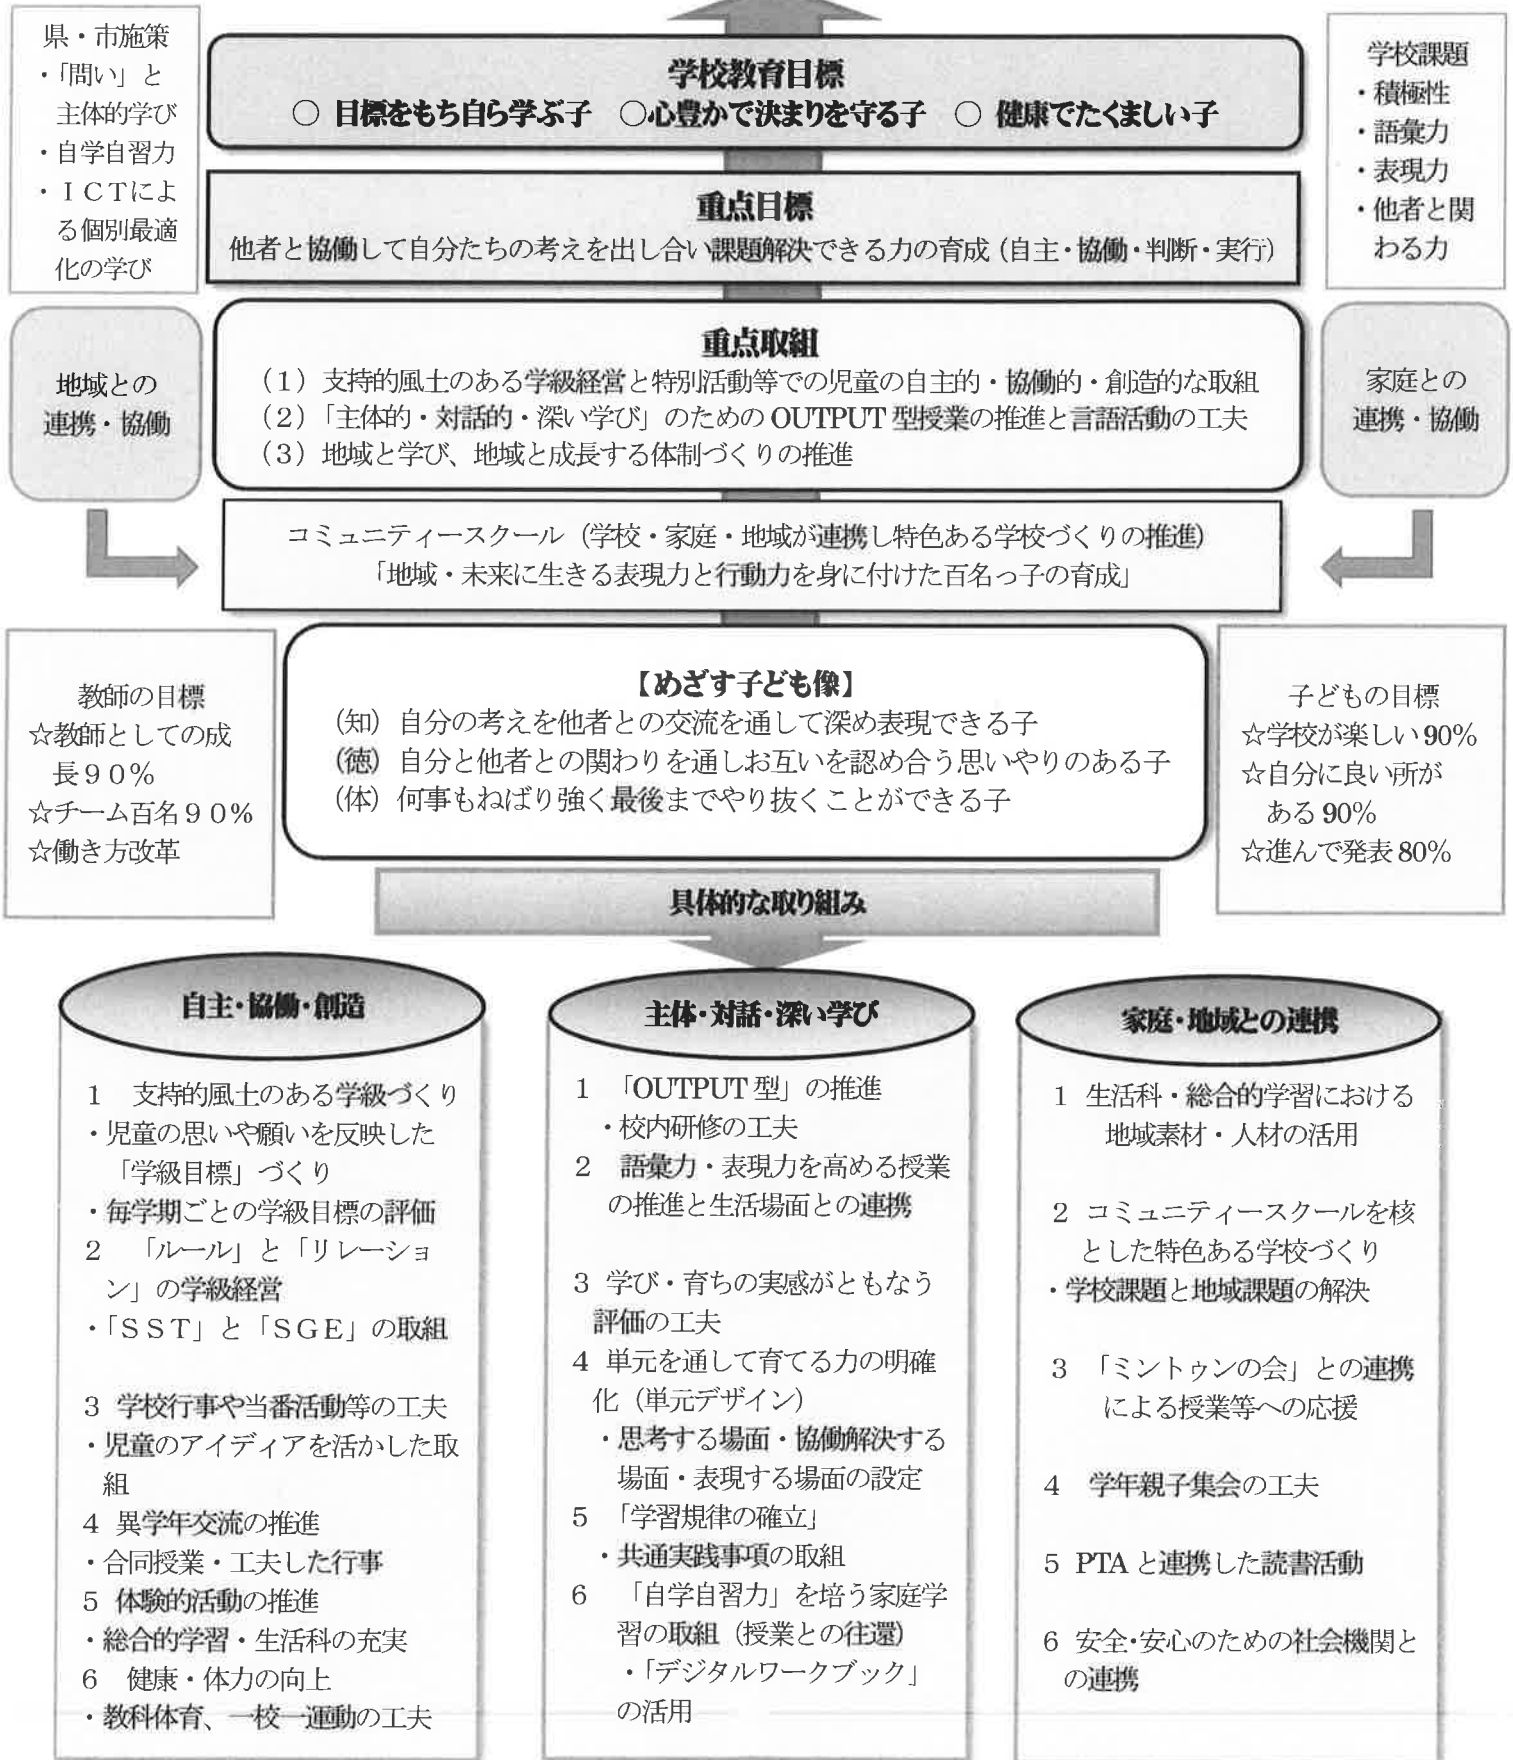 県・市施策
・「問い」と
主体的学び
・自学自習力
・ＩＣＴによ
る個別最適
化の学び
学校教育目標
○ 目標をもち自ら学ぶ子　○心豊かで決まりを守る子　○ 健康でたくましい子
学校課題
・積極性
・語彙力
・表現力
・他者と関
わる力
重点目標
他者と協働して自分たちの考えを出し合い課題解決できる力の育成（自主・協働・判断・実行）
地域との
連携・協働
重点取組
（１）支持的風土のある学級経営と特別活動等での児童の自主的・協働的・創造的な取組
（２）「主体的・対話的・深い学び」のための OUTPUT 型授業の推進と言語活動の工夫
（３）地域と学び、地域と成長する体制づくりの推進
家庭との
連携・協働
コミュニティースクール（学校・家庭・地域が連携し特色ある学校づくりの推進）
「地域・未来に生きる表現力と行動力を身に付けた百名っ子の育成」
教師の目標
☆教師としての成
長９０％
☆チーム百名９０％
☆働き方改革
【めざす子ども像】
（知）自分の考えを他者との交流を通して深め表現できる子
（徳）自分と他者との関わりを通しお互いを認め合う思いやりのある子
（体）何事もねばり強く最後までやり抜くことができる子
子どもの目標
☆学校が楽しい 90%
☆自分に良い所が
ある 90%
☆進んで発表 80%
具体的な取り組み
自主・協働・創造
1　支持的風土のある学級づくり
・児童の思いや願いを反映した
「学級目標」づくり
・毎学期ごとの学級目標の評価
2　「ルール」と「リレーショ
ン」の学級経営
・「ＳＳＴ」と「ＳＧＥ」の取組
3 学校行事や当番活動等の工夫
・児童のアイディアを活かした取
組
4 異学年交流の推進
・合同授業・工夫した行事
5 体験的活動の推進
・総合的学習・生活科の充実
6　健康・体力の向上
・教科体育、一校一運動の工夫
主体・対話・深い学び
1　「OUTPUT 型」の推進
・校内研修の工夫
2　語彙力・表現力を高める授業
の推進と生活場面との連携
3 学び・育ちの実感がともなう
評価の工夫
4 単元を通して育てる力の明確
化（単元デザイン）
・思考する場面・協働解決する
場面・表現する場面の設定
5 「学習規律の確立」
・共通実践事項の取組
6　「自学自習力」を培う家庭学
習の取組（授業との往還）
・「デジタルワークブック」
の活用
家庭・地域との連携
1 生活科・総合的学習における
地域素材・人材の活用
2 コミュニティースクールを核
とした特色ある学校づくり
・学校課題と地域課題の解決
3　「ミントゥンの会」との連携
による授業等への応援
4　学年親子集会の工夫
5 PTA と連携した読書活動
6 安全・安心のための社会機関と
の連携